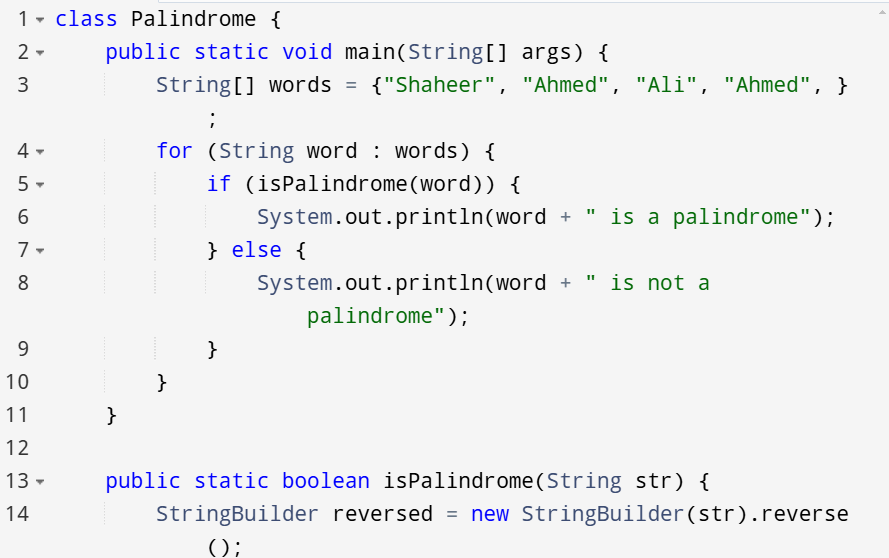 1 class Palindrome {
2 public static void main(String[] args) {
3 String[] words = {"Shaheer", "Ahmed", "Ali", "Ahmed", }
;
4 for (String word : words) {
5 if (isPalindrome(word)) {
6 System.out.println(word + " is a palindrome");
7 } else {
8 System.out.println(word + " is not a
palindrome");
9 }
10 }
11 }
12
13 public static boolean isPalindrome(String str) {
14 StringBuilder reversed = new StringBuilder(str).reverse
();